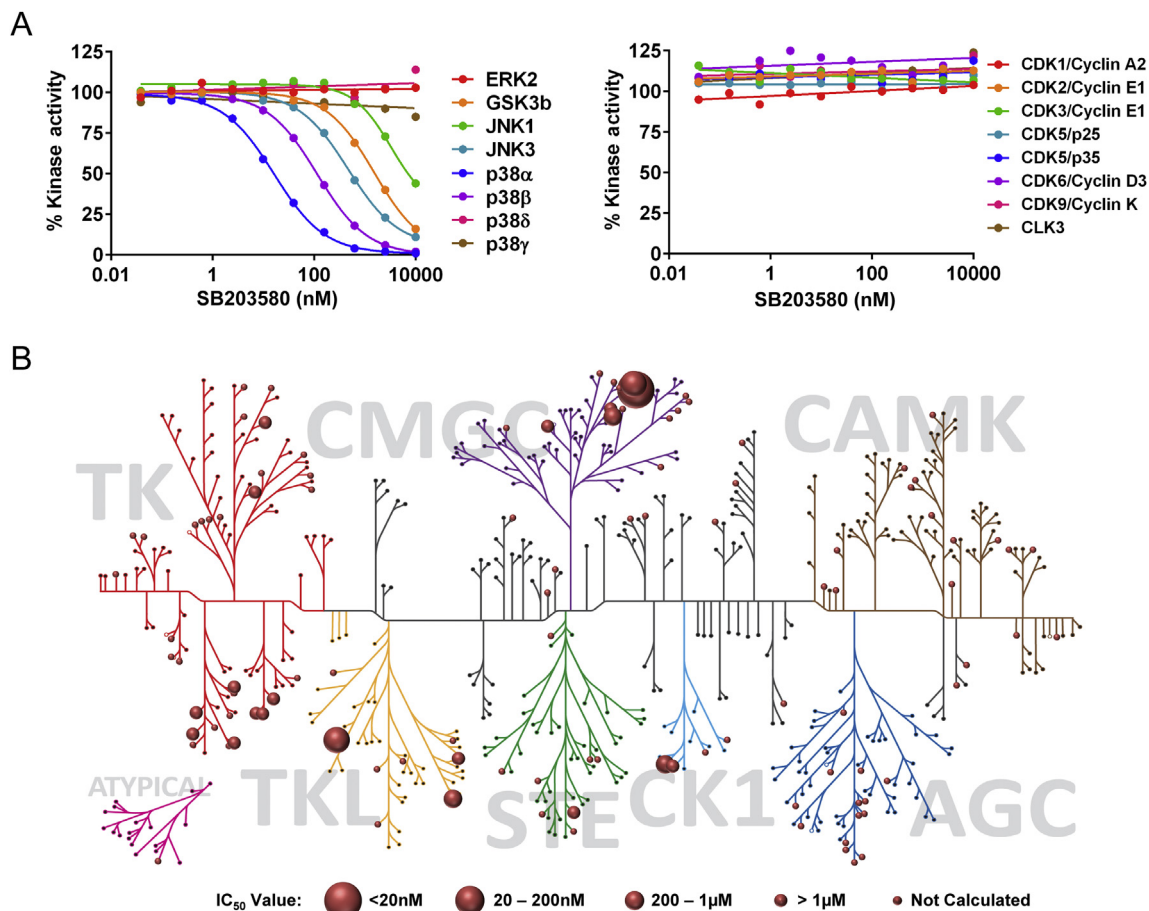 A
125
100
75
50
25
0
% Kinase activity
0.01
1
100
10000
SB203580 (nM)
ERK2
GSK3b
JNK1
JNK3
p38α
p38β
p38δ
p38γ
125
100
75
50
25
0
% Kinase activity
0.01
1
100
10000
SB203580 (nM)
CDK1/Cyclin A2
CDK2/Cyclin E1
CDK3/Cyclin E1
CDK5/p25
CDK5/p35
CDK6/Cyclin D3
CDK9/Cyclin K
CLK3
B
TK
CMGC
CAMK
ATYPICAL
TKL
STE
CK1
AGC
IC50 Value: <20nM 20 – 200nM 200 – 1µM > 1µM Not Calculated